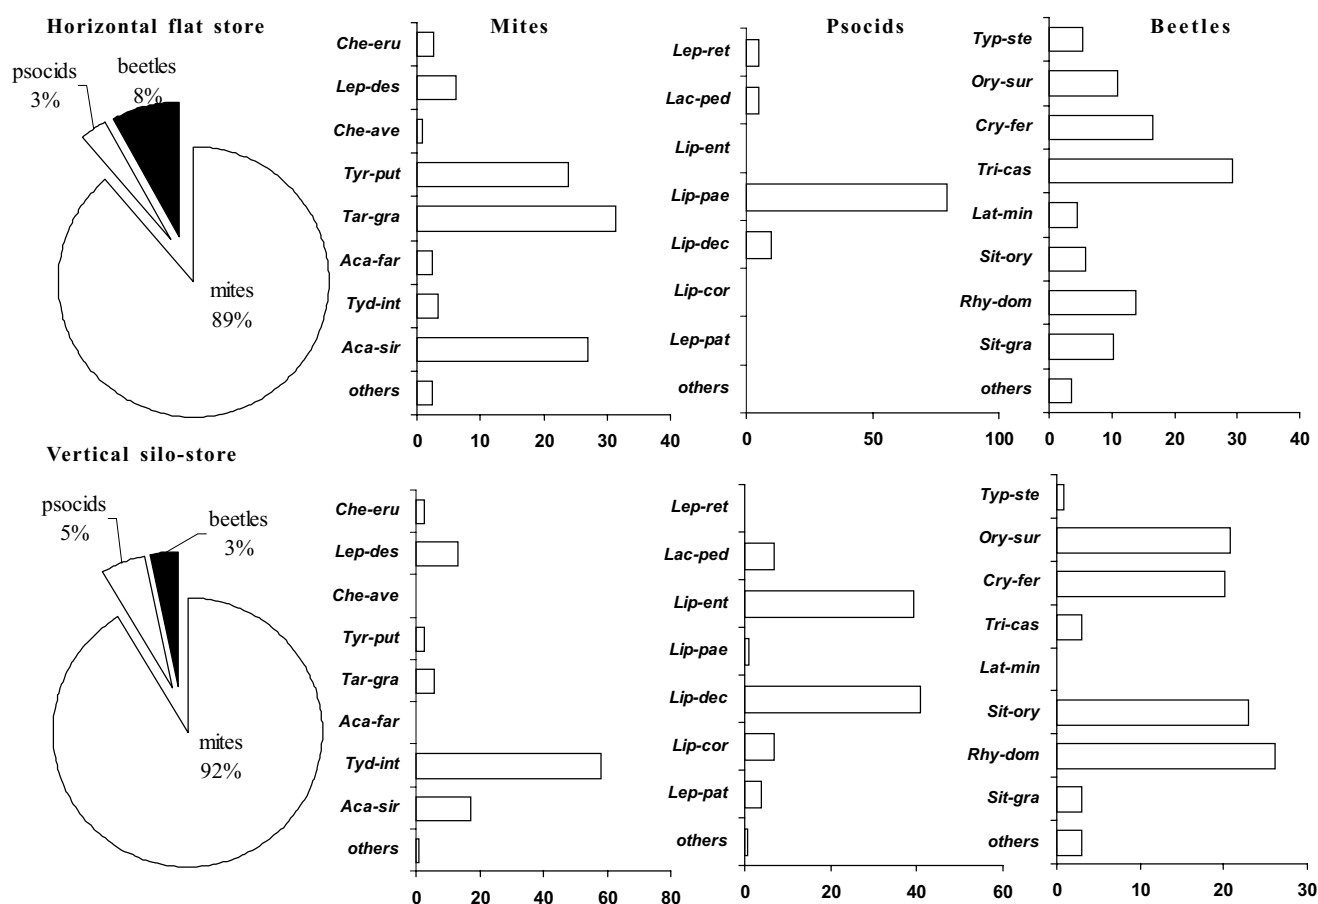 Horizontal flat store
psocids
3%
beetles
8%
mites
89%
Mites
Che-eru
Lep-des
Che-ave
Tyr-put
Tar-gra
Aca-far
Tyd-int
Aca-sir
others
0 10 20 30 40
Psocids
Lep-ret
Lac-ped
Lip-ent
Lip-pae
Lip-dec
Lip-cor
Lep-pat
others
0 50 100
Beetles
Typ-ste
Ory-sur
Cry-fer
Tri-cas
Lat-min
Sit-ory
Rhy-dom
Sit-gra
others
0 10 20 30 40
Vertical silo-store
psocids
5%
beetles
3%
mites
92%
Che-eru
Lep-des
Che-ave
Tyr-put
Tar-gra
Aca-far
Tyd-int
Aca-sir
others
0 20 40 60 80
Lep-ret
Lac-ped
Lip-ent
Lip-pae
Lip-dec
Lip-cor
Lep-pat
others
0 20 40 60
Typ-ste
Ory-sur
Cry-fer
Tri-cas
Lat-min
Sit-ory
Rhy-dom
Sit-gra
others
0 10 20 30